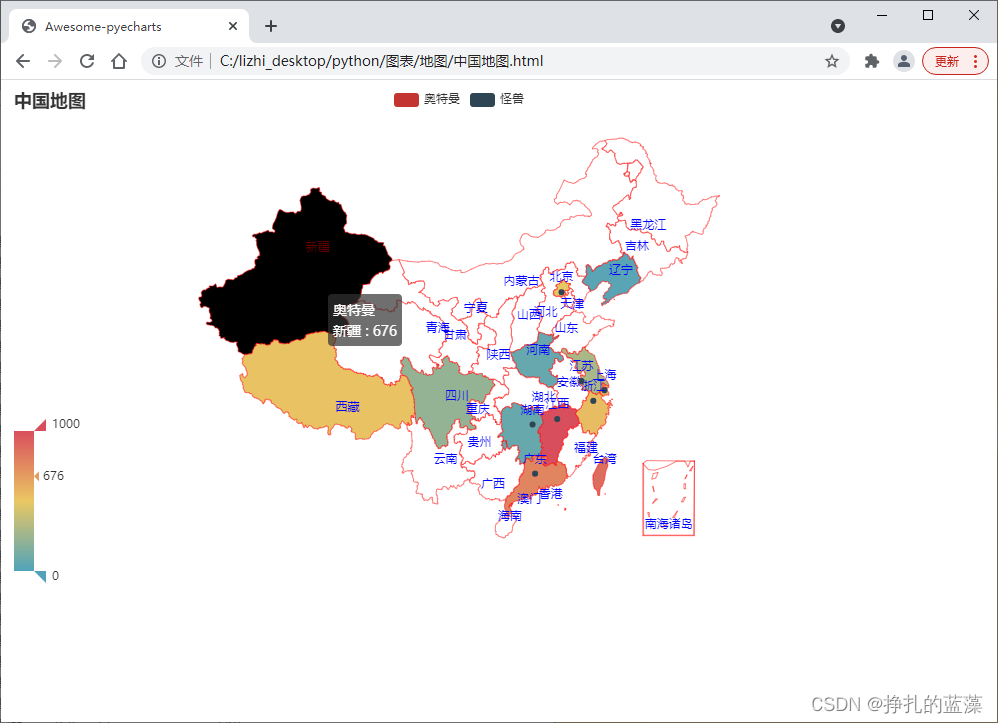 Awesome-pyecharts
文件 C:/lizhi_desktop/python/图表/地图/中国地图.html
更新
中国地图
奥特曼 怪兽
黑龙江
吉林
新疆
辽宁
内蒙古
北京
天津
奥特曼
新疆 : 676
宁夏
山西
河北
青海
甘肃
山东
陕西
河南
江苏
上海
安徽
浙江
四川
湖北
西藏
重庆
湖南
江西
1000
贵州
福建
云南
广东
台湾
676
广西
澳门
香港
海南
南海诸岛
0
CSDN @挣扎的蓝藻